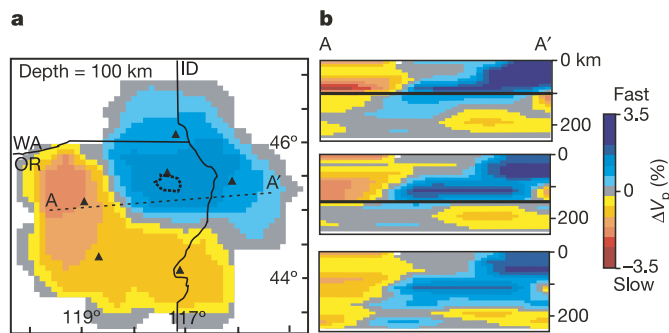 a
b
Depth = 100 km
ID
WA
OR
46°
44°
A
A′
119°
117°
A
A′
0 km
200
0
200
0
200
Fast
3.5
0
−3.5
Slow
ΔVp (%)